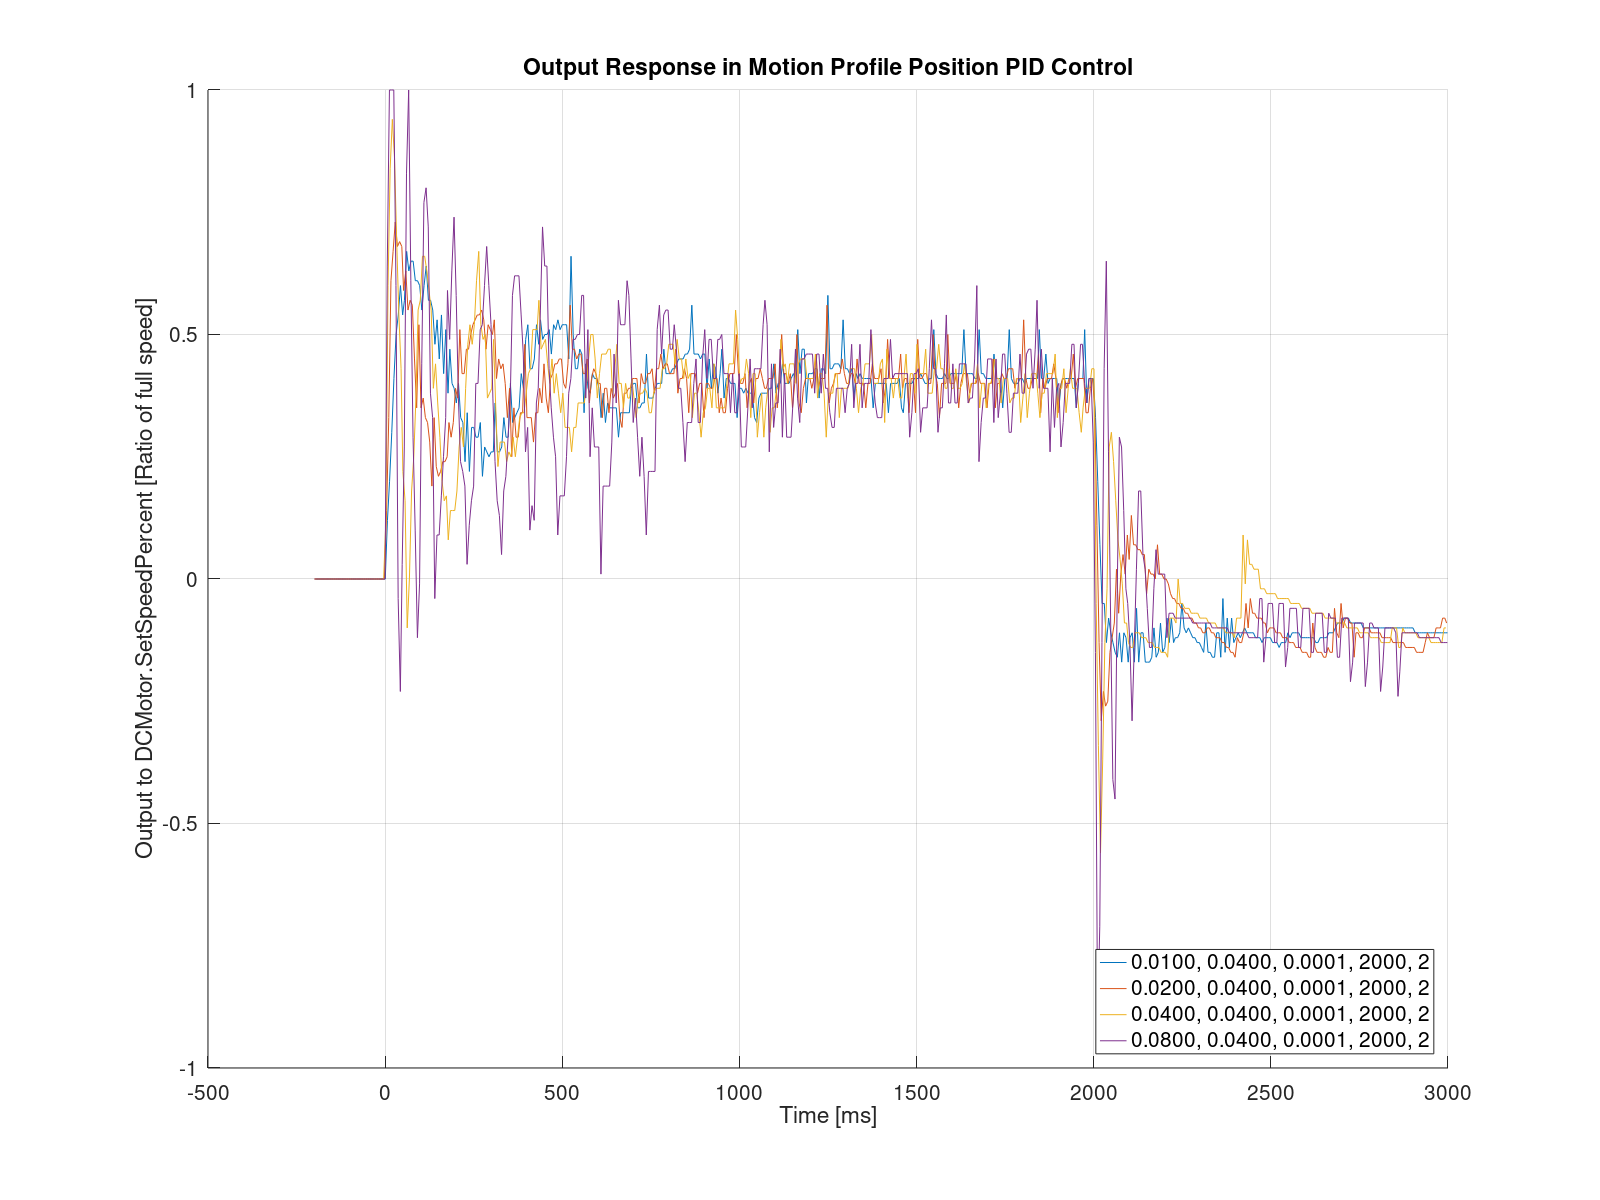 Output Response in Motion Profile Position PID Control
Output to DCMotor.SetSpeedPercent [Ratio of full speed]
1
0.5
0
-0.5
-1
0.0100, 0.0400, 0.0001, 2000, 2
0.0200, 0.0400, 0.0001, 2000, 2
0.0400, 0.0400, 0.0001, 2000, 2
0.0800, 0.0400, 0.0001, 2000, 2
-500 0 500 1000 1500 2000 2500 3000
Time [ms]